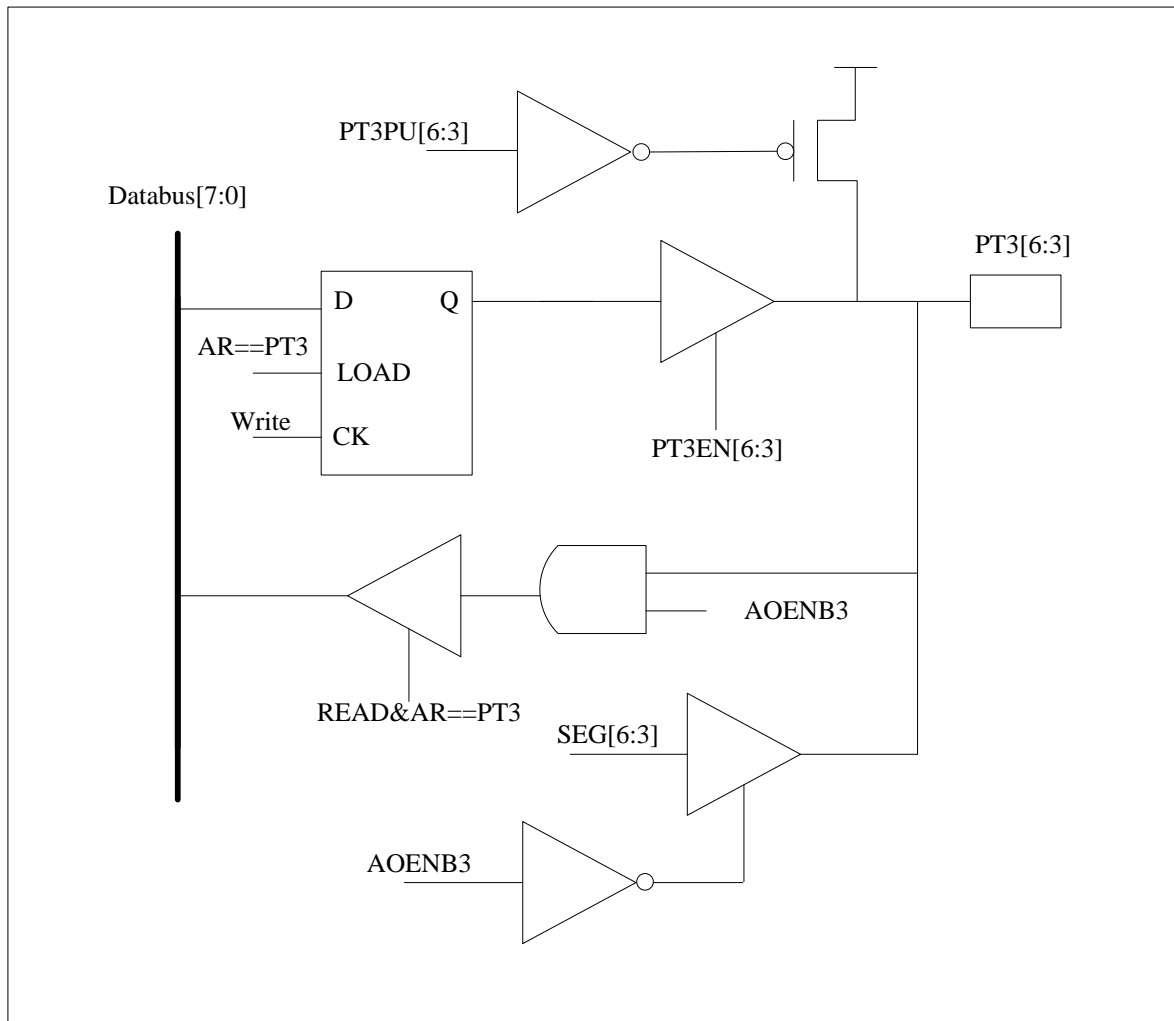 PT3PU[6:3]
Databus[7:0]
PT3[6:3]
D
Q
AR==PT3
LOAD
Write
CK
PT3EN[6:3]
AOENB3
READ&AR==PT3
SEG[6:3]
AOENB3